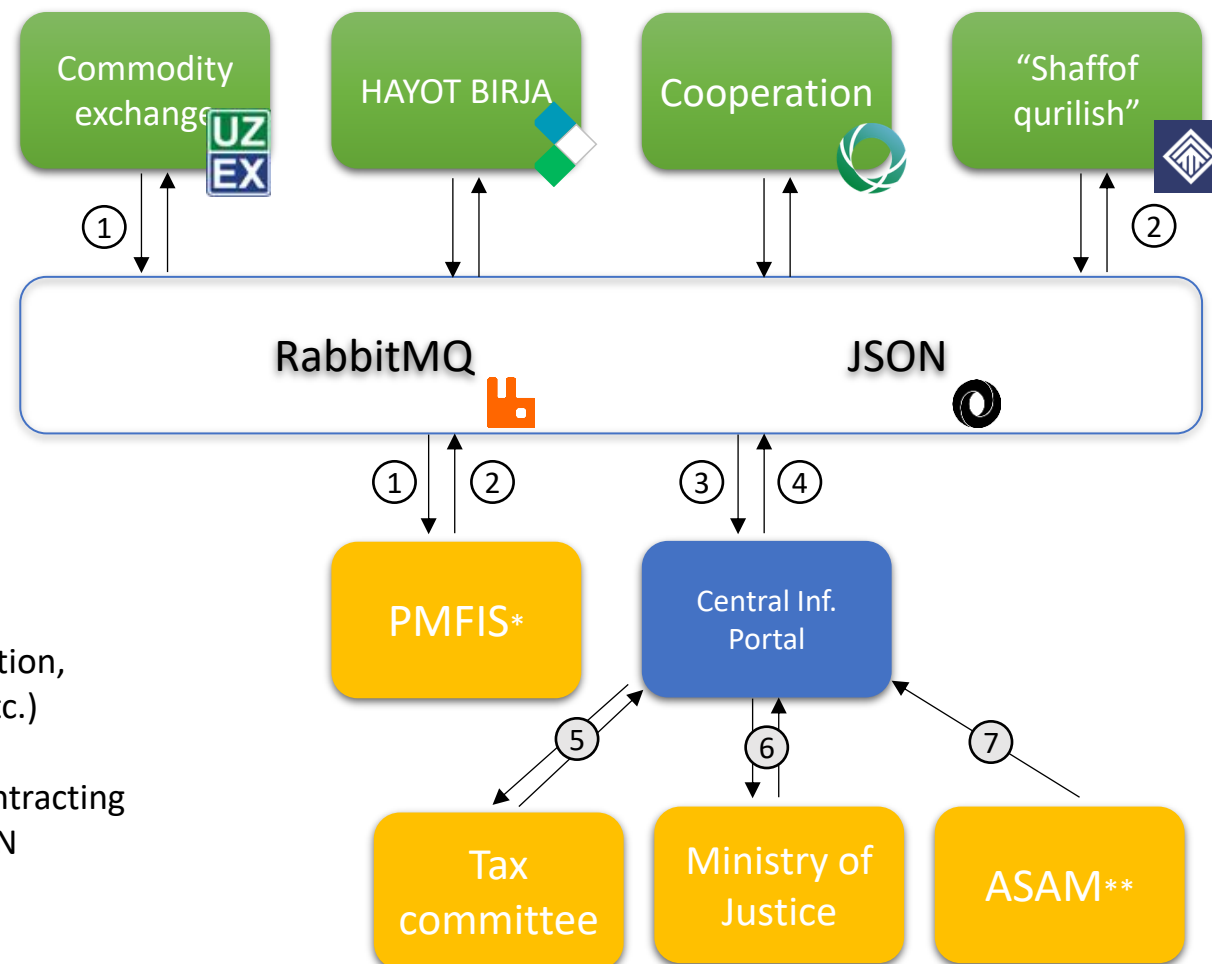 Commodity
exchange
UZ
EX
HAYOT BIRJA
Cooperation
“Shaffof
qurilish”
1
2
RabbitMQ
JSON
1
2
3
4
PMFIS*
Central Inf.
Portal
tion,
tc.)
ntracting
N
5
6
7
Tax
committee
Ministry of
Justice
ASAM**